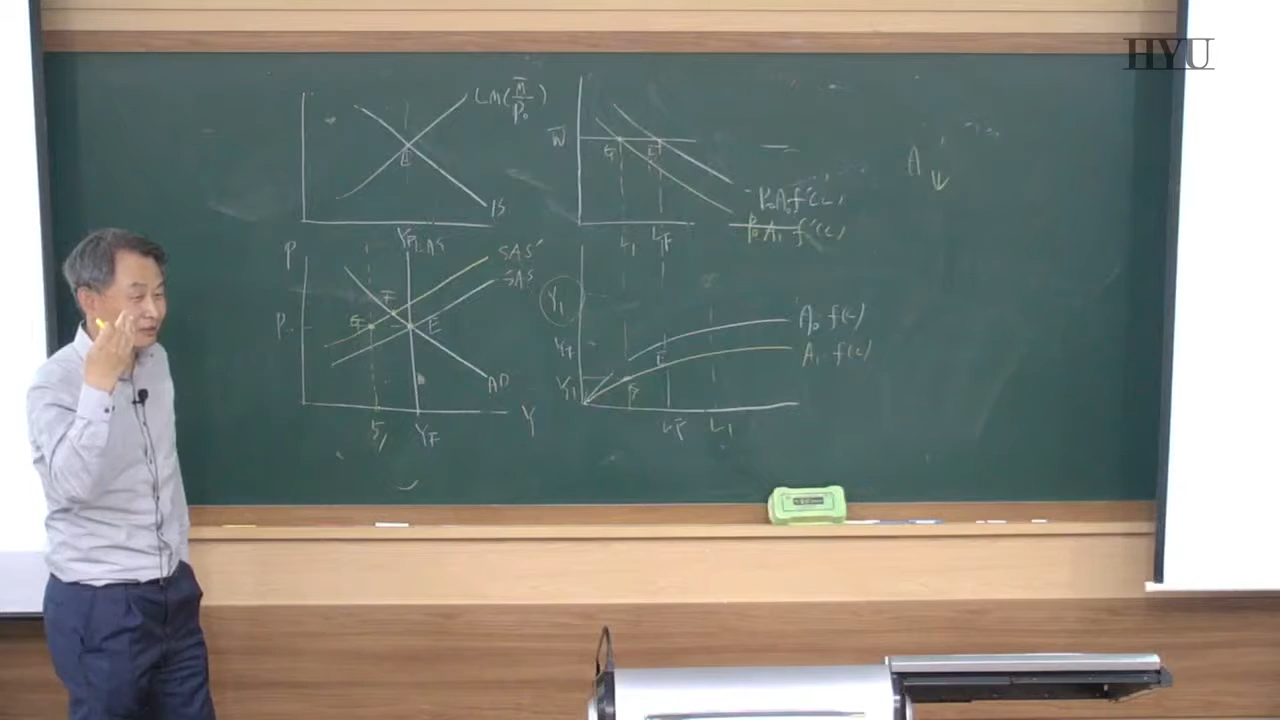 HYU
LM(M̅/P₀)
IS
W̅
G E
P₀A₀f'(L)
P₀A₁f'(L)
L₁ L_F
A ↓
P
Y_F LAS
SAS'
SAS
P₀
G F E
AD
Y₁ Y_F Y
Y₁
Y_F
Y₁
E
G
A₀ f(L)
A₁ f(L)
L_F L₁